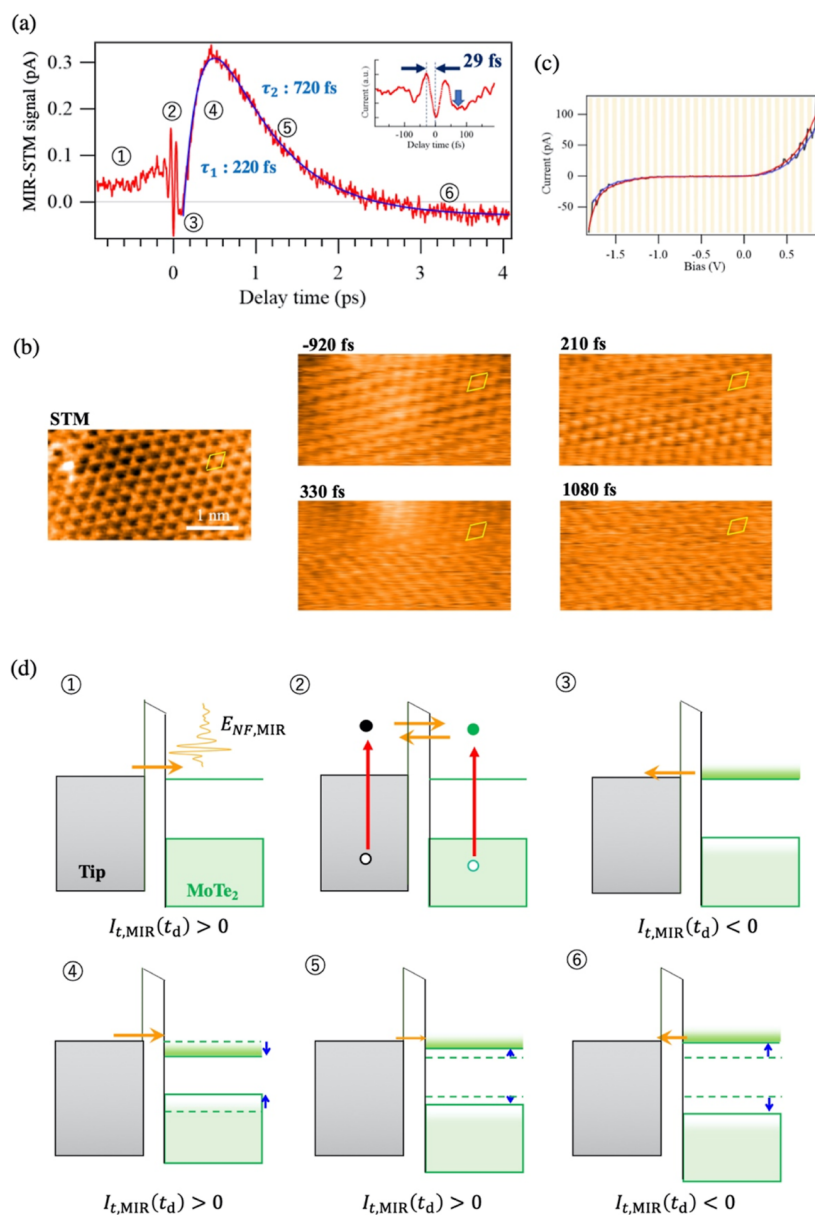 (a)
MIR-STM signal (pA)
0.3
0.2
0.1
0.0
①
②
③
④
⑤
⑥
τ₂ : 720 fs
τ₁ : 220 fs
Current (a.u.)
29 fs
-100 0 100
Delay time (fs)
0 1 2 3 4
Delay time (ps)
(c)
Current (pA)
100
50
0
-50
-1.5 -1.0 -0.5 0.0 0.5
Bias (V)
(b)
STM
1 nm
-920 fs
210 fs
330 fs
1080 fs
(d)
①
E_NF,MIR
Tip
MoTe₂
I_t,MIR(t_d) > 0
②
③
I_t,MIR(t_d) < 0
④
I_t,MIR(t_d) > 0
⑤
I_t,MIR(t_d) > 0
⑥
I_t,MIR(t_d) < 0